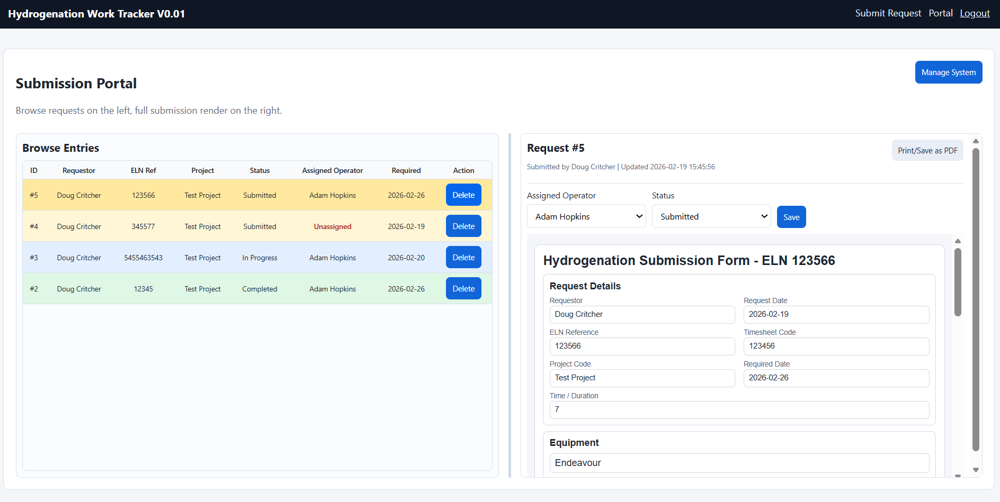 Hydrogenation Work Tracker V0.01
Submit Request Portal Logout
Manage System
Submission Portal
Browse requests on the left, full submission render on the right.
Browse Entries
ID Requestor ELN Ref Project Status Assigned Operator Required Action
#5 Doug Critcher 123566 Test Project Submitted Adam Hopkins 2026-02-26 Delete
#4 Doug Critcher 345577 Test Project Submitted Unassigned 2026-02-19 Delete
#3 Doug Critcher 5455463543 Test Project In Progress Adam Hopkins 2026-02-20 Delete
#2 Doug Critcher 12345 Test Project Completed Adam Hopkins 2026-02-26 Delete
Request #5
Print/Save as PDF
Submitted by Doug Critcher | Updated 2026-02-19 15:45:56
Assigned Operator Status
Adam Hopkins Submitted Save
Hydrogenation Submission Form - ELN 123566
Request Details
Requestor Request Date
Doug Critcher 2026-02-19
ELN Reference Timesheet Code
123566 123456
Project Code Required Date
Test Project 2026-02-26
Time / Duration
7
Equipment
Endeavour